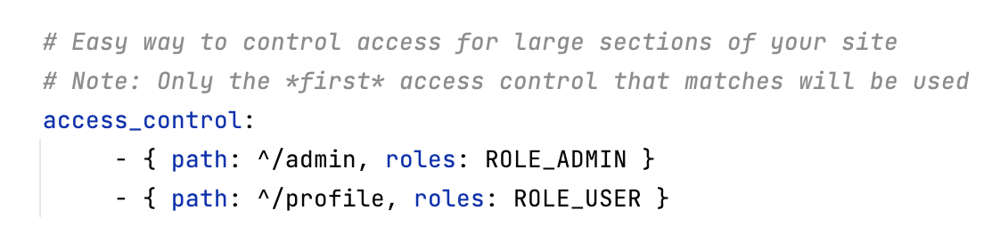 # Easy way to control access for large sections of your site
# Note: Only the *first* access control that matches will be used
access_control:
- { path: ^/admin, roles: ROLE_ADMIN }
- { path: ^/profile, roles: ROLE_USER }